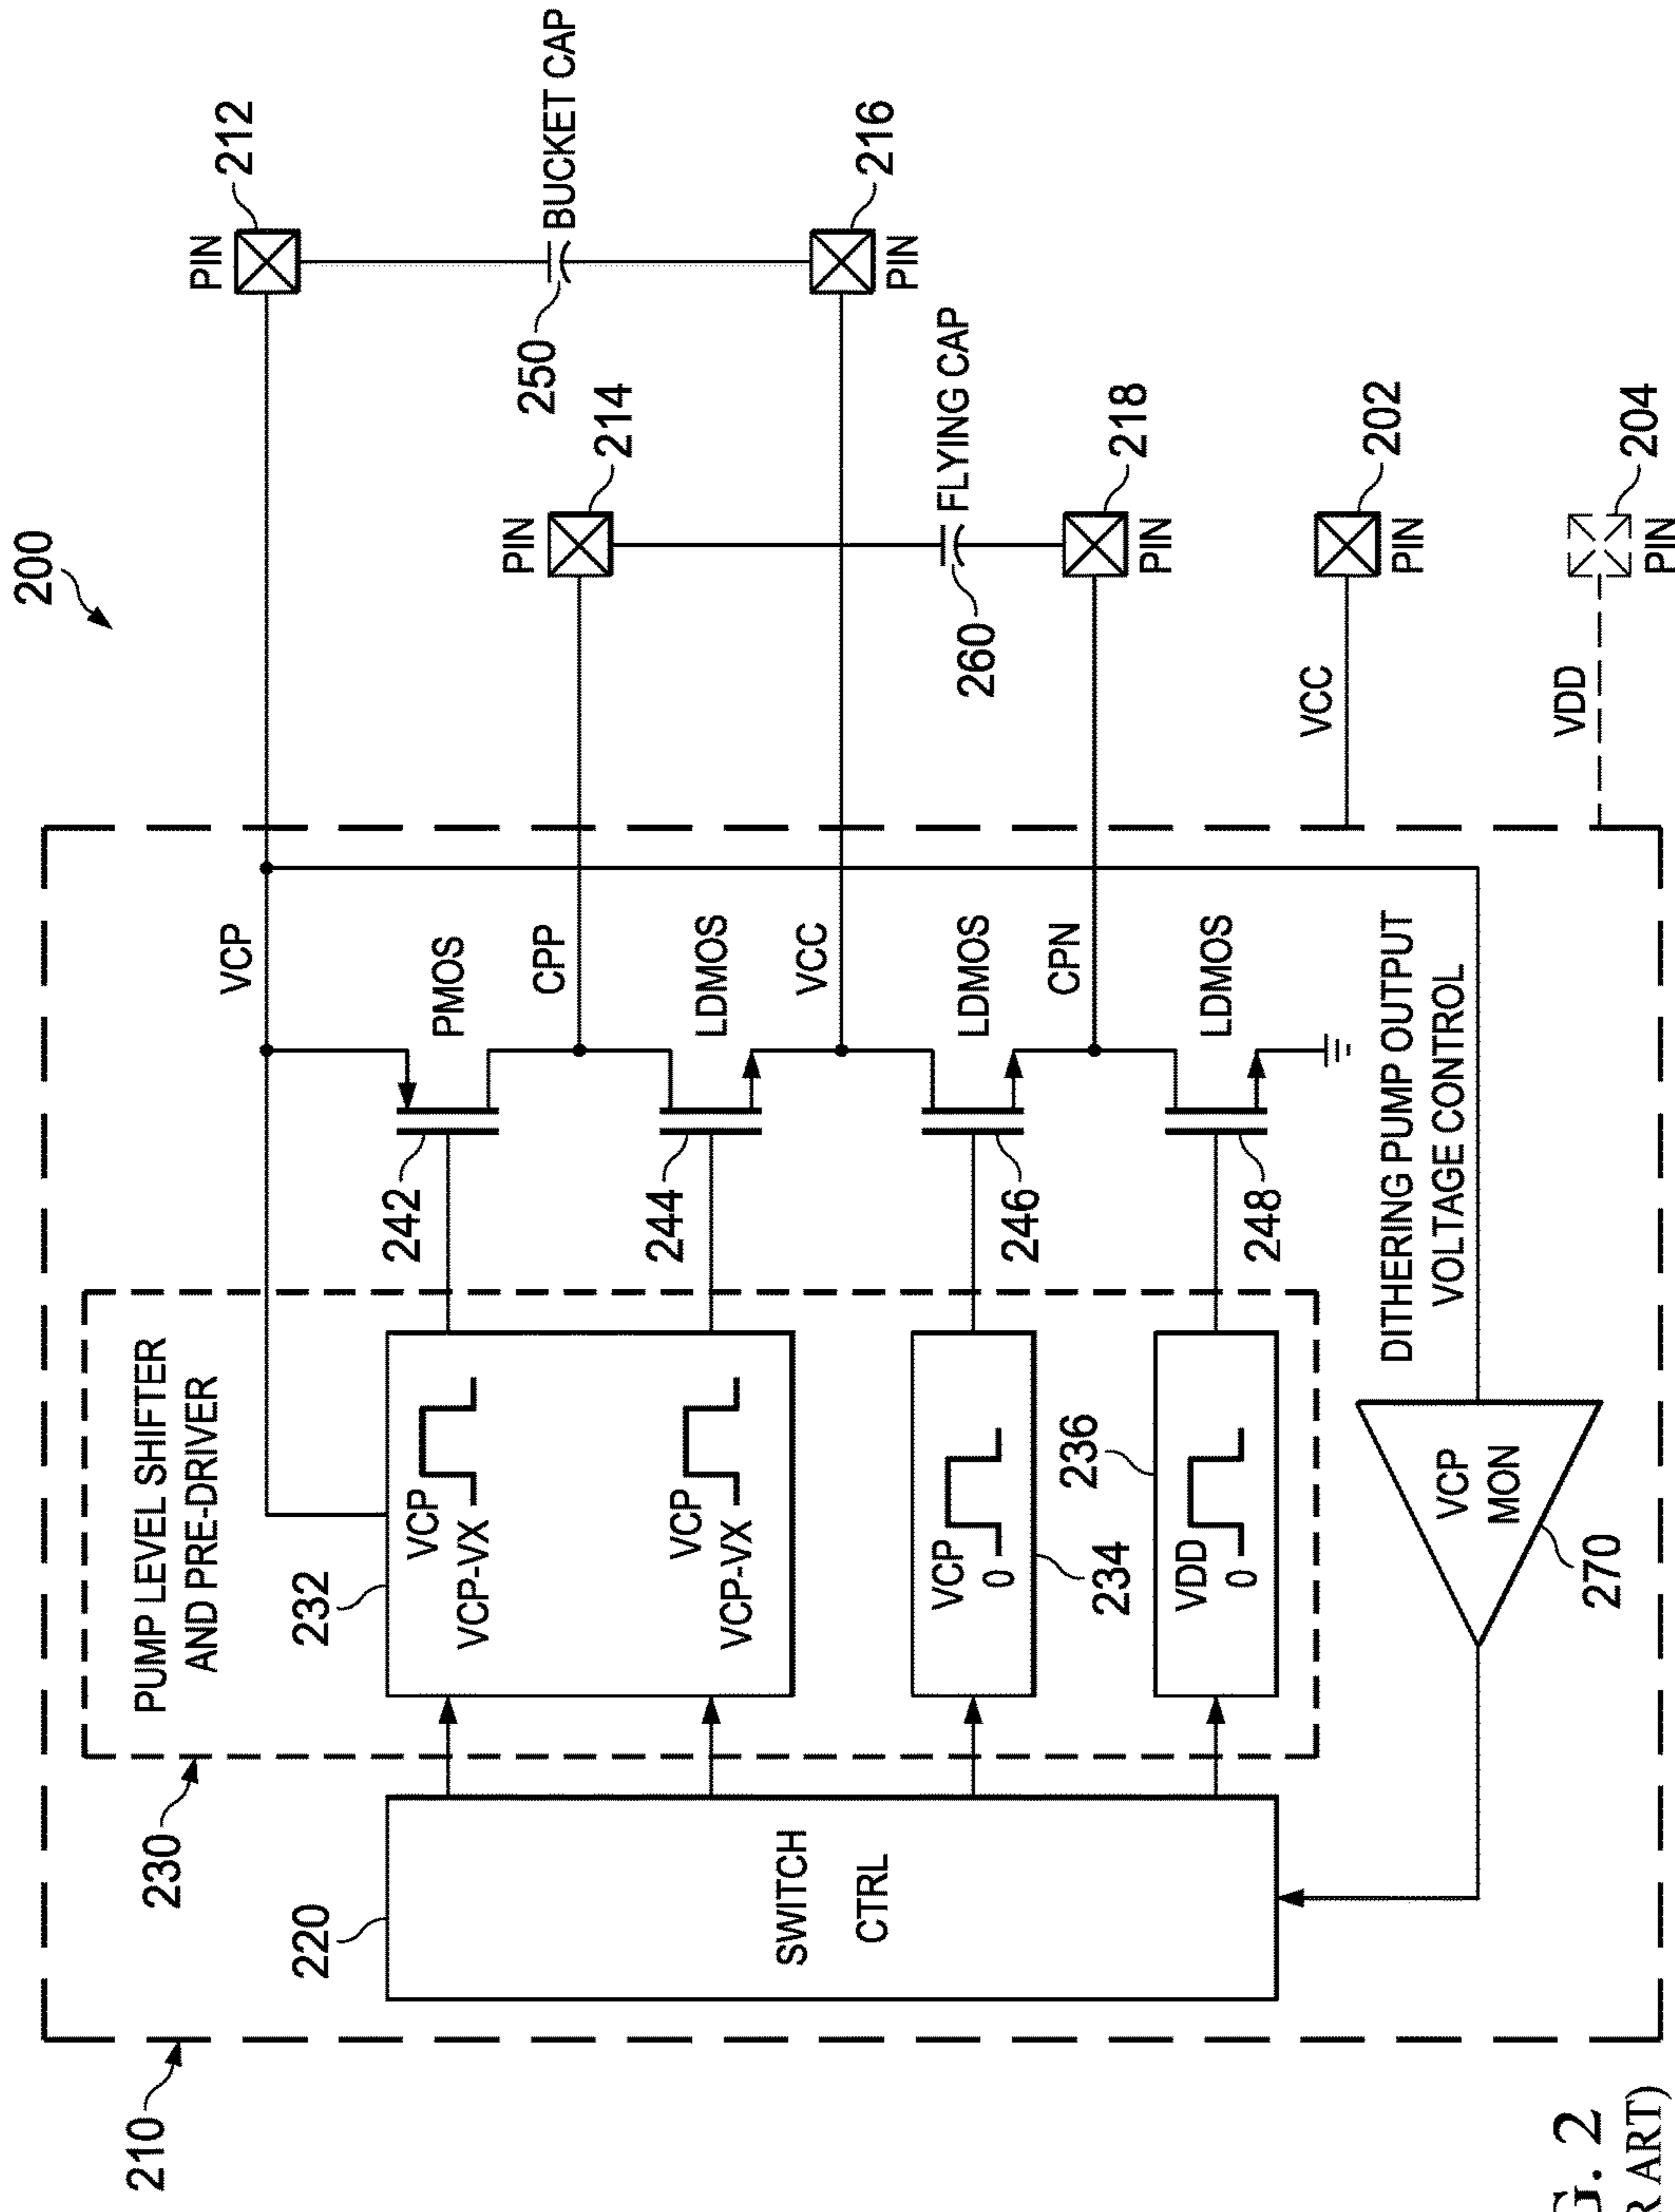 200
210
230
PUMP LEVEL SHIFTER
AND PRE-DRIVER
220
SWITCH
CTRL
232
VCP
VCP-VX
VCP
VCP-VX
VCP
0
234
236
VDD
0
242
244
246
248
VCP
PMOS
CPP
LDMOS
VCC
LDMOS
CPN
LDMOS
DITHERING PUMP OUTPUT
VOLTAGE CONTROL
VCP
MON
270
PIN
212
250
BUCKET CAP
216
PIN
PIN
214
260
FLYING CAP
218
PIN
VCC
202
PIN
VDD
204
PIN
G. 2
R ART)